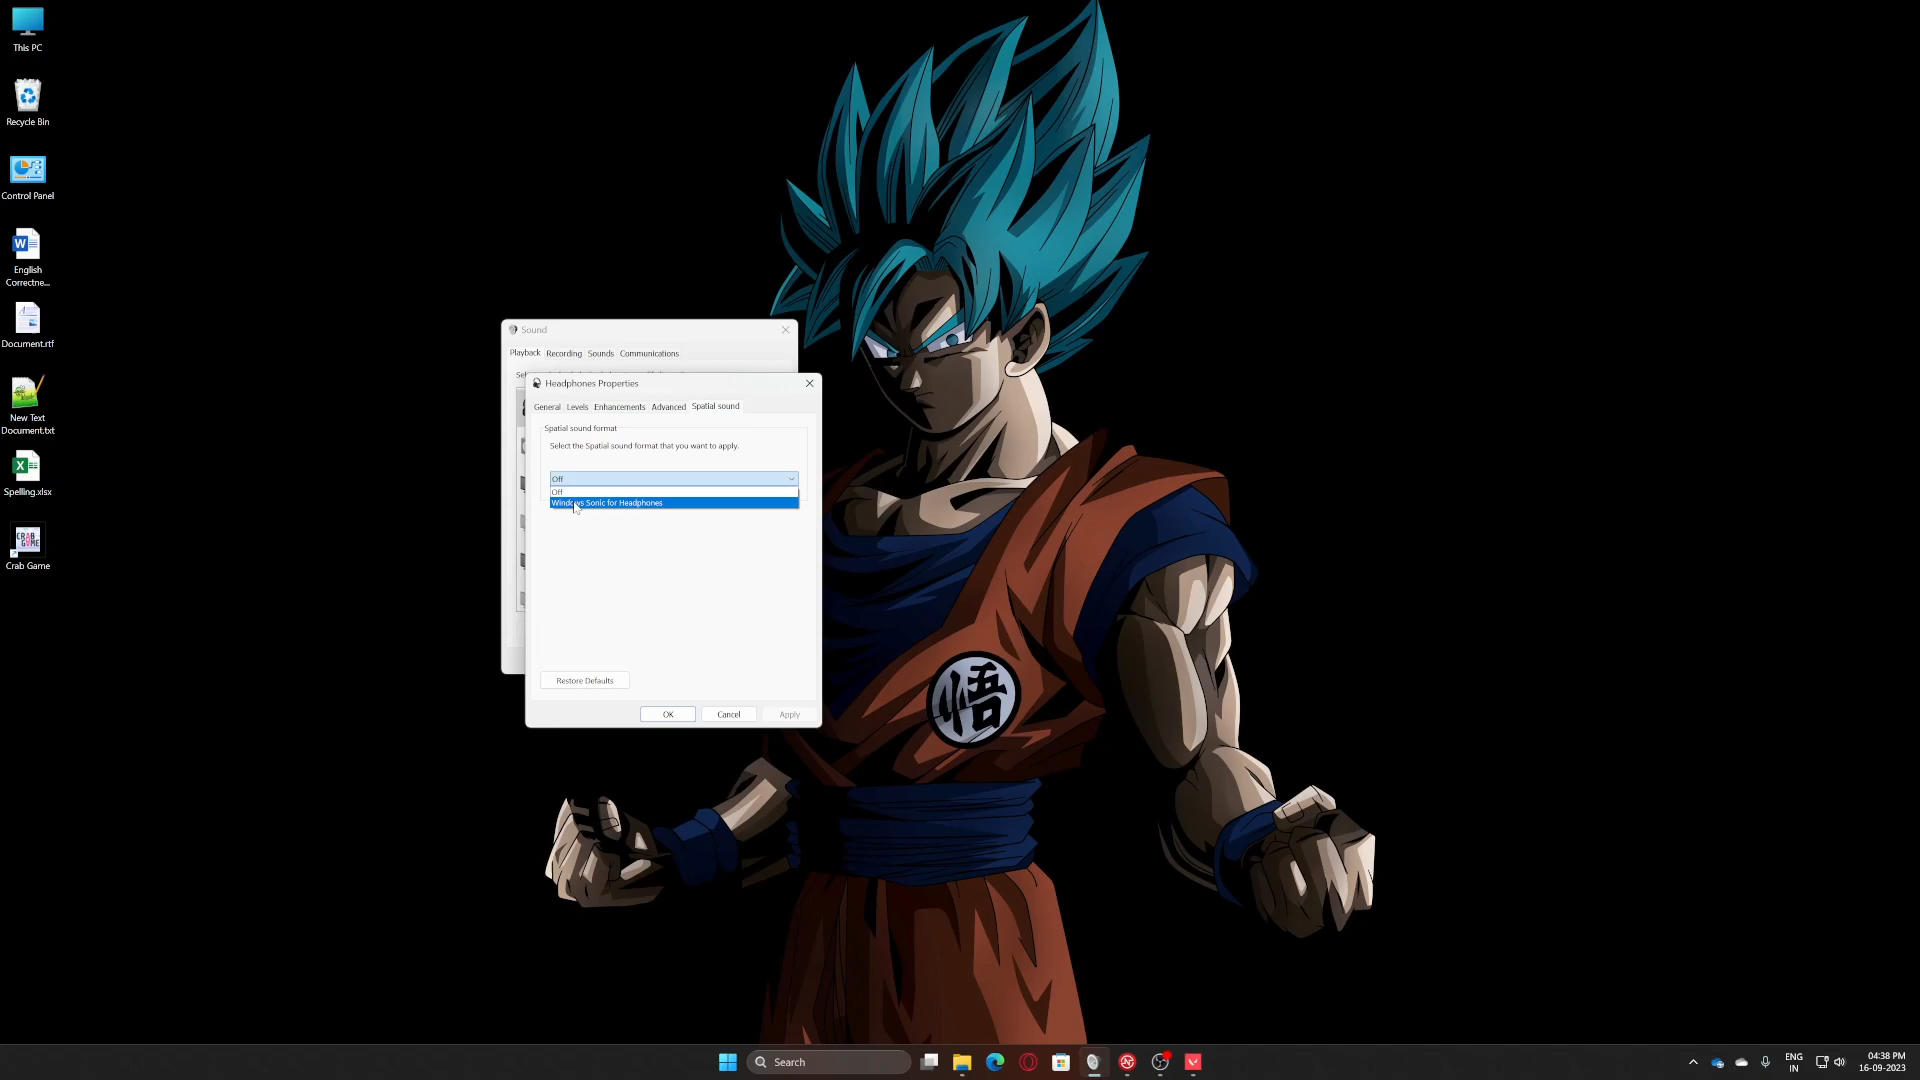 This PC
Recycle Bin
Control Panel
English
Correctne...
Document.rtf
New Text
Document.txt
Spelling.xlsx
CRAB
GAME
Crab Game
Sound
Playback Recording Sounds Communications
Headphones Properties
General Levels Enhancements Advanced Spatial sound
Spatial sound format
Select the Spatial sound format that you want to apply.
Off
Off
Windows Sonic for Headphones
Restore Defaults
OK Cancel Apply
悟
Search
ENG
IN
04:38 PM
16-09-2023